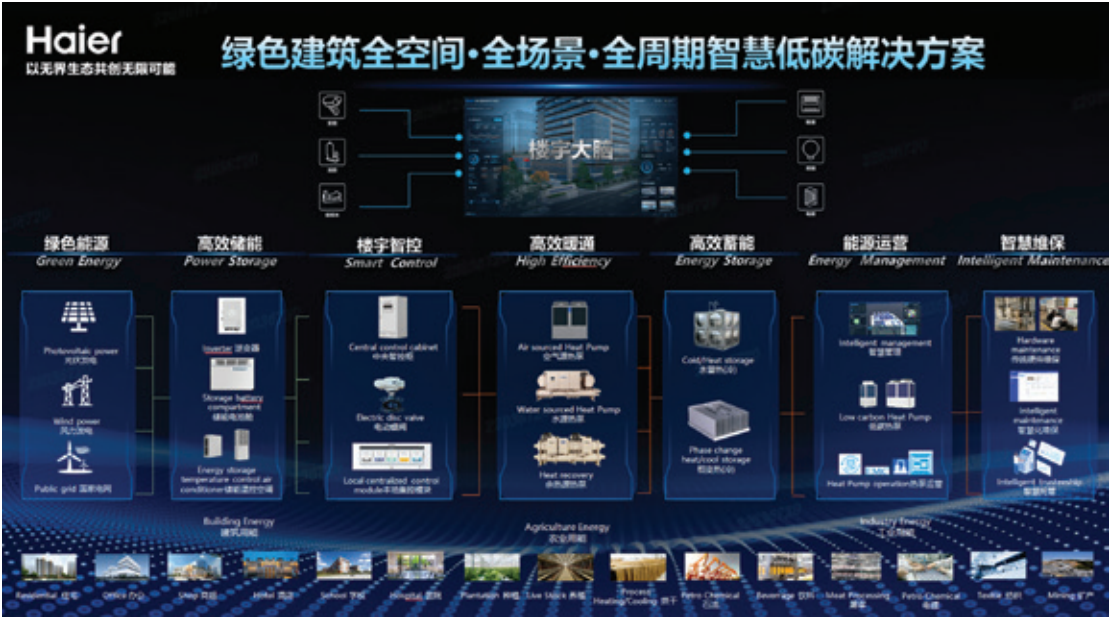 Haier
以无界生态共创无限可能
绿色建筑全空间·全场景·全周期智慧低碳解决方案
楼宇大脑
绿色能源
Green Energy
高效储能
Power Storage
楼宇智控
Smart Control
高效暖通
High Efficiency
高效蓄能
Energy Storage
能源运营
Energy Management
智慧维保
Intelligent Maintenance
Photovoltaic power
光伏发电
Wind power
风力发电
Public grid 国家电网
Inverter 逆变器
Storage battery
compartment
储能电池舱
Energy storage
temperature control air
conditioner储能温控空调
Central control cabinet
中央智控柜
Electric disc valve
电动蝶阀
Local centralized control
module本地集控模块
Air sourced Heat Pump
空气源热泵
Water sourced Heat Pump
水源热泵
Heat recovery
余热源热泵
Cold/Heat storage
水蓄热(冷)
Phase change
heat/cool storage
相变热(冷)
Intelligent management
智慧管理
Low carbon Heat Pump
低碳热泵
Heat Pump operation热泵运营
Hardware
maintenance
传统硬件维保
Intelligent
maintenance
智慧化维保
Intelligent trusteeship
智慧托管
Building Energy
建筑用能
Agriculture Energy
农业用能
Industry Energy
工业用能
Residential 住宅
Office 办公
Shop 商场
Hotel 酒店
School 学校
Hospital 医院
Plantation 种植
Live Stock 养殖
Process
Heating/Cooling 烘干
Petro Chemical
石油
Beverage 饮料
Meat Processing
屠宰
Petro-Chemical
Textile 纺织
Mining 矿产